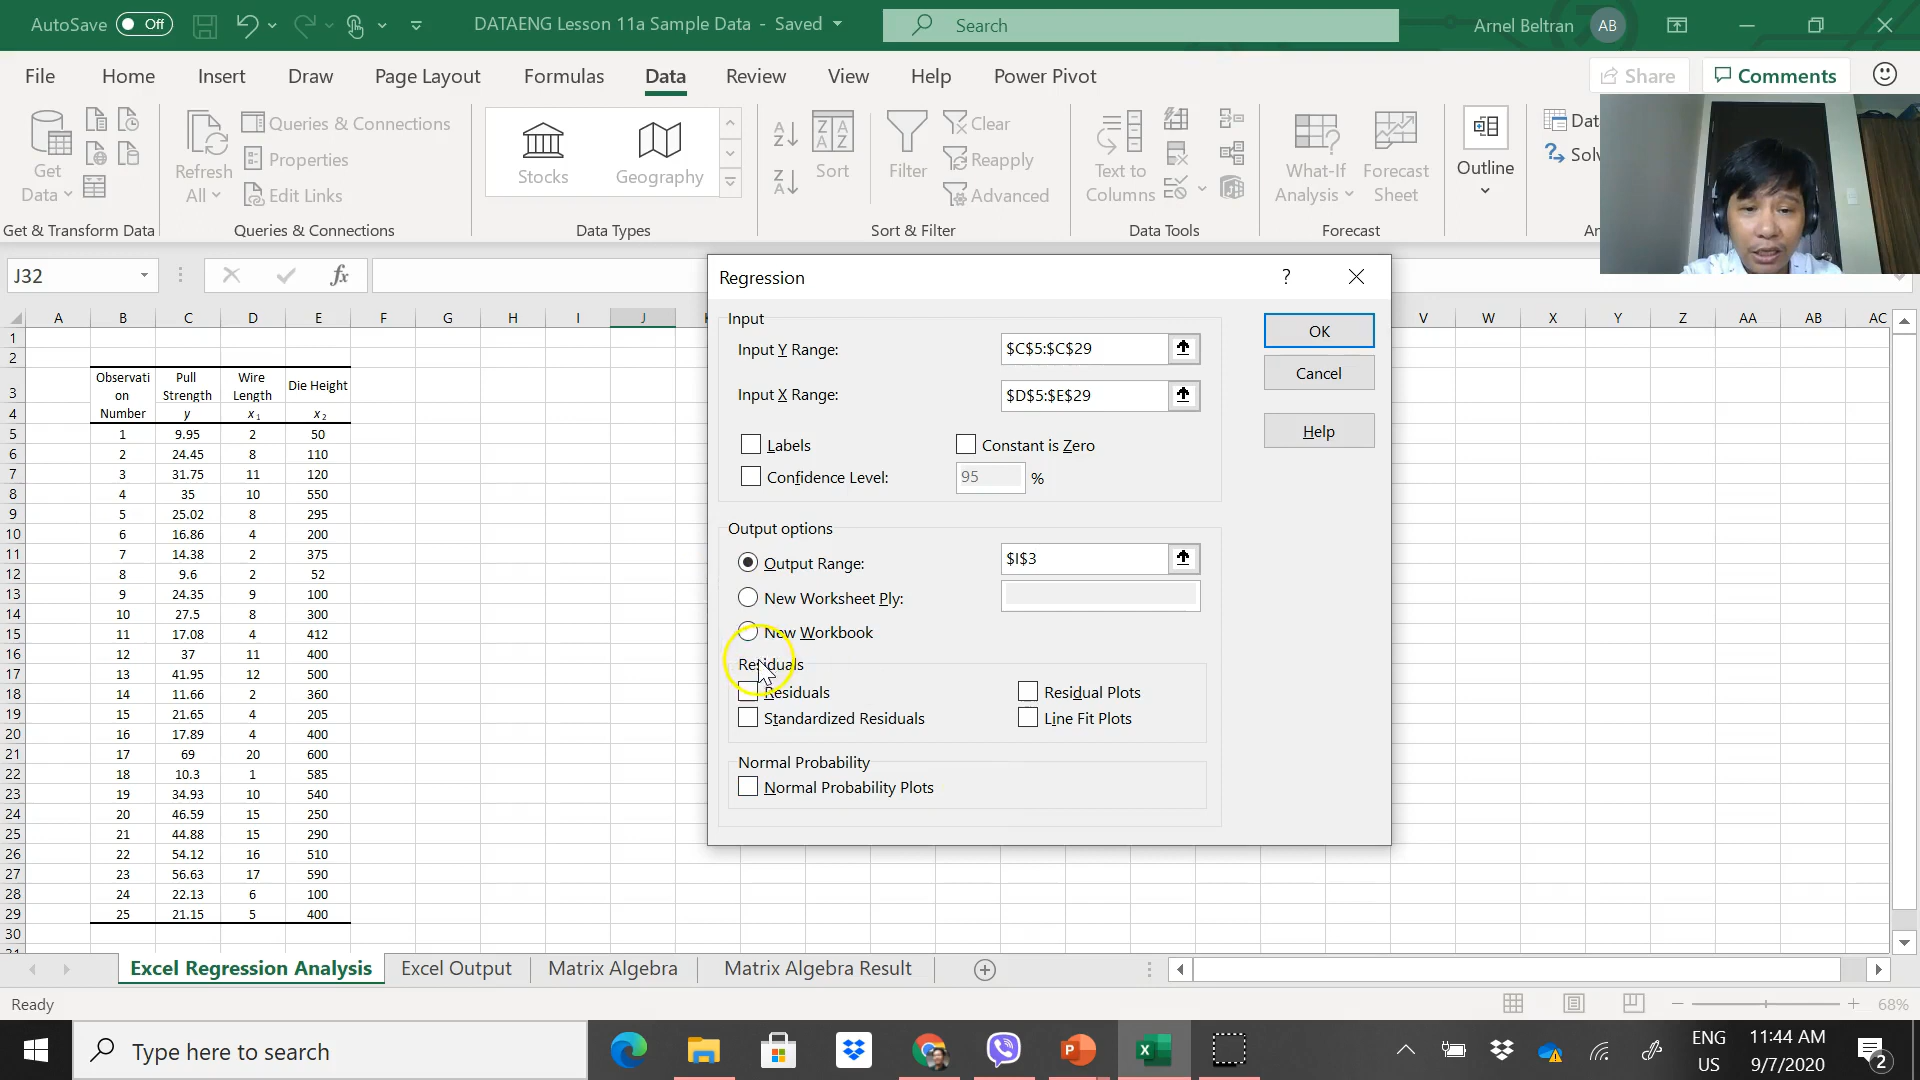 AutoSave Off DATAENG Lesson 11a Sample Data - Saved Search Arnel Beltran AB
File Home Insert Draw Page Layout Formulas Data Review View Help Power Pivot Share Comments
Get Data
Refresh All
Queries & Connections
Properties
Edit Links
Stocks Geography
Sort
Filter
Clear
Reapply
Advanced
Text to Columns
What-If Analysis
Forecast Sheet
Outline
Get & Transform Data Queries & Connections Data Types Sort & Filter Data Tools Forecast
J32 fx
A B C D E F G H I J V W X Y Z AA AB AC
1
2
3 Observati on Pull Strength Wire Length Die Height
4 Number y x1 x2
5 1 9.95 2 50
6 2 24.45 8 110
7 3 31.75 11 120
8 4 35 10 550
9 5 25.02 8 295
10 6 16.86 4 200
11 7 14.38 2 375
12 8 9.6 2 52
13 9 24.35 9 100
14 10 27.5 8 300
15 11 17.08 4 412
16 12 37 11 400
17 13 41.95 12 500
18 14 11.66 2 360
19 15 21.65 4 205
20 16 17.89 4 400
21 17 69 20 600
22 18 10.3 1 585
23 19 34.93 10 540
24 20 46.59 15 250
25 21 44.88 15 290
26 22 54.12 16 510
27 23 56.63 17 590
28 24 22.13 6 100
29 25 21.15 5 400
30
Regression ?
Input
Input Y Range: $C$5:$C$29
Input X Range: $D$5:$E$29
Labels Constant is Zero
Confidence Level: 95 %
OK
Cancel
Help
Output options
Output Range: $I$3
New Worksheet Ply:
New Workbook
Residuals
Residuals Residual Plots
Standardized Residuals Line Fit Plots
Normal Probability
Normal Probability Plots
Excel Regression Analysis Excel Output Matrix Algebra Matrix Algebra Result
Ready 68%
Type here to search
ENG
US
11:44 AM
9/7/2020
2